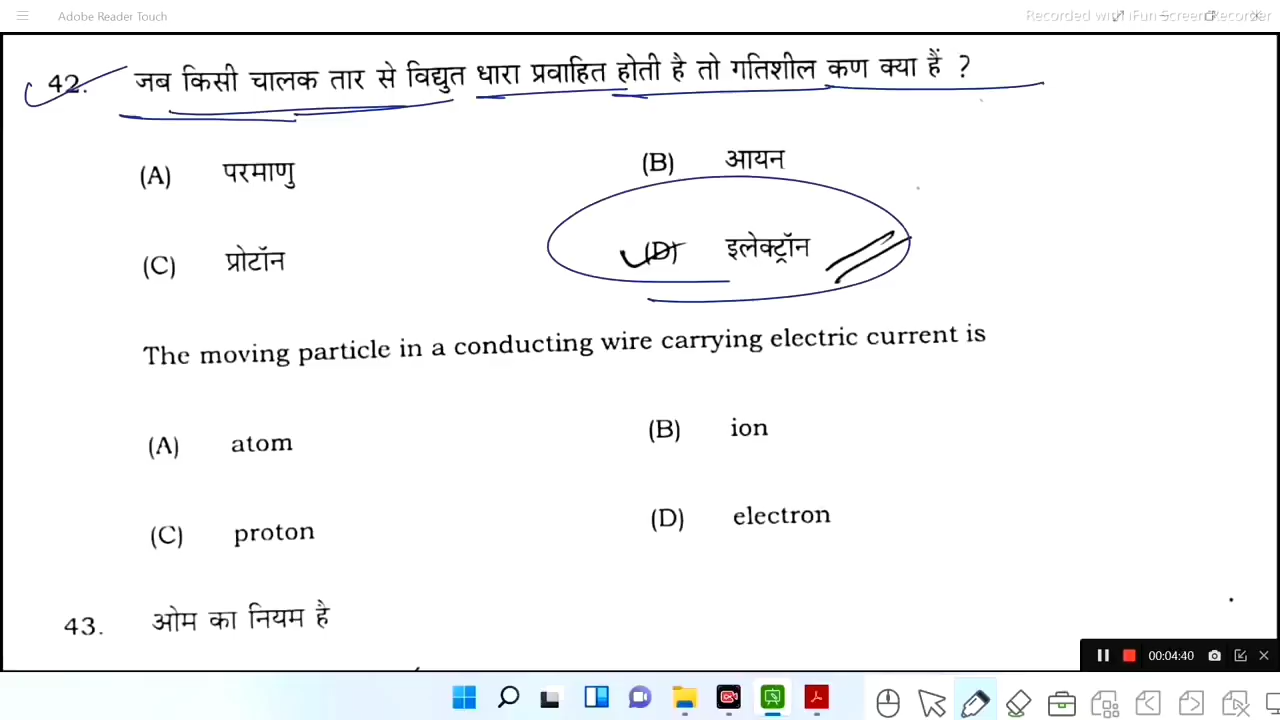 Adobe Reader Touch
Recorded with iFun Screen Recorder
42. जब किसी चालक तार से विद्युत धारा प्रवाहित होती है तो गतिशील कण क्या हैं ?
(A) परमाणु (B) आयन
(C) प्रोटॉन (D) इलेक्ट्रॉन
The moving particle in a conducting wire carrying electric current is
(A) atom (B) ion
(C) proton (D) electron
43. ओम का नियम है
00:04:40